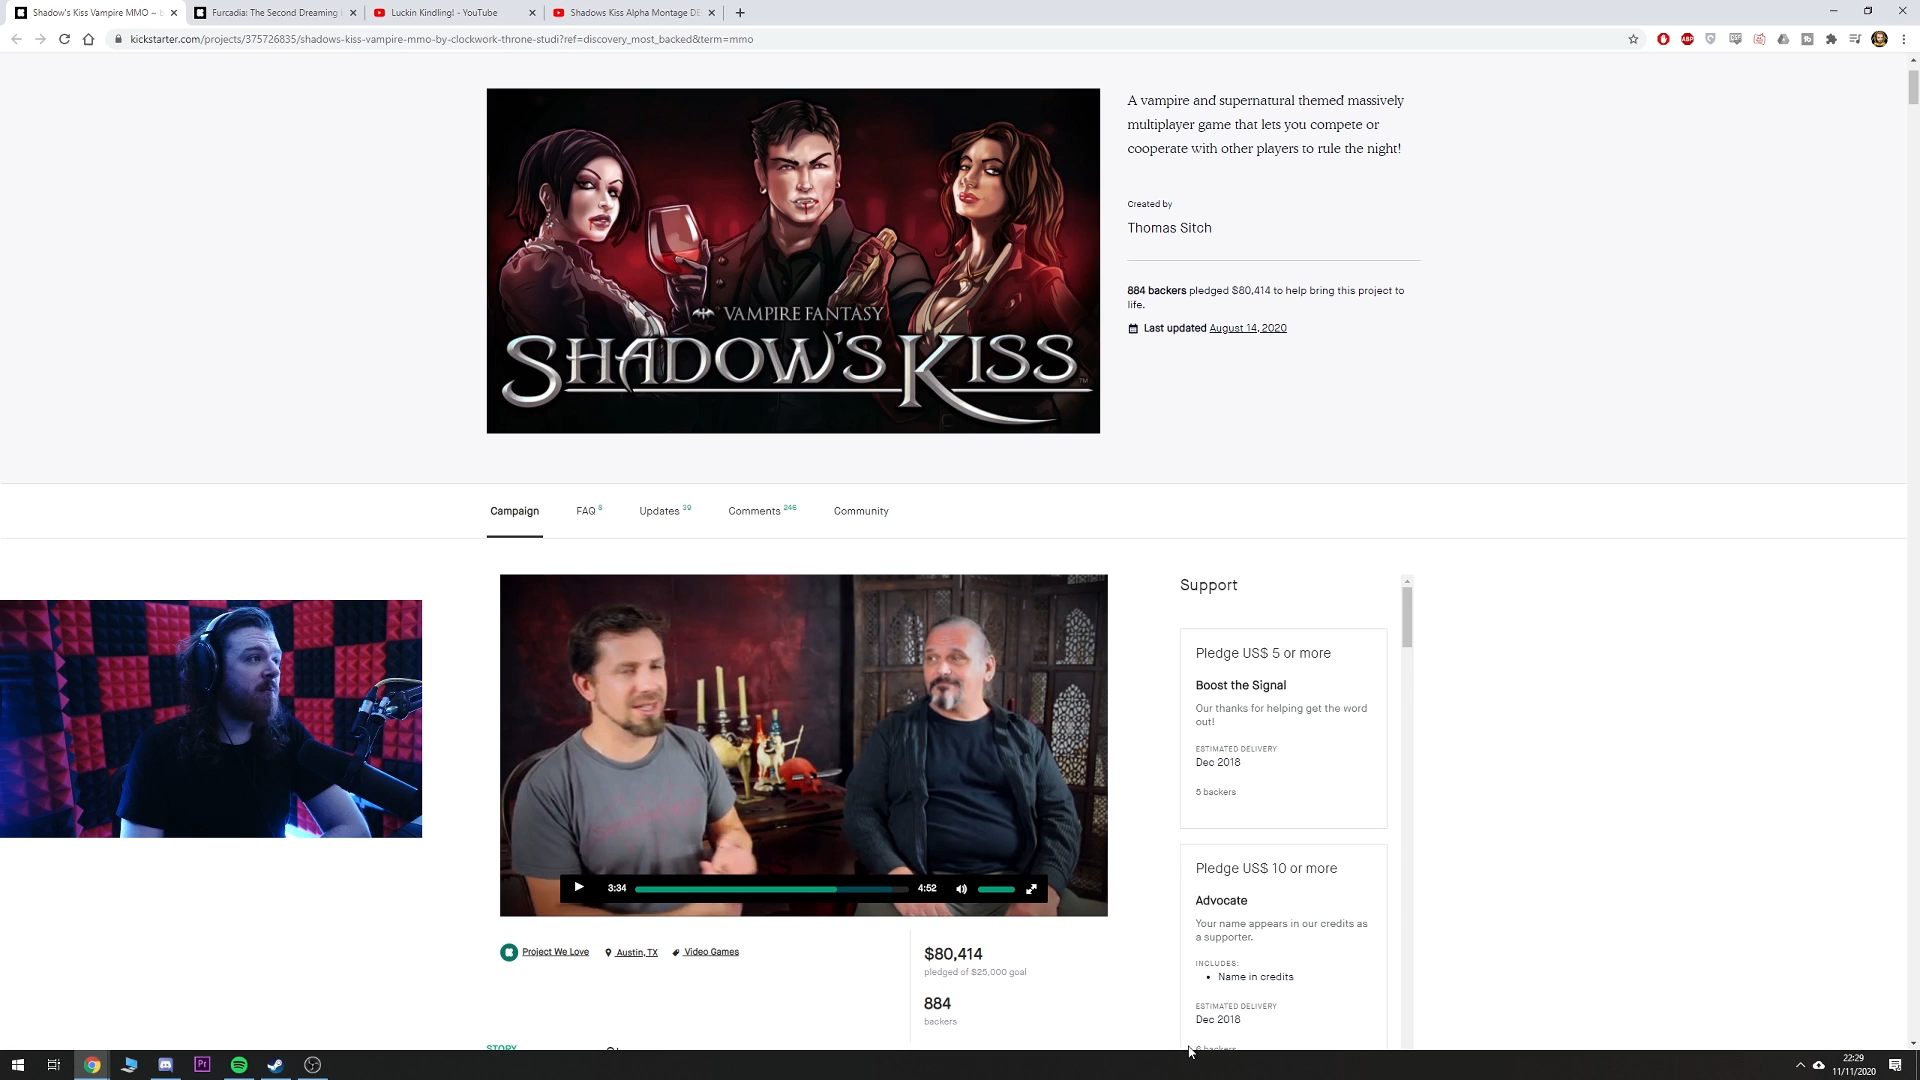 Shadow's Kiss Vampire MMO –
Furcadia: The Second Dreaming
Luckin Kindling! - YouTube
Shadows Kiss Alpha Montage DE
kickstarter.com/projects/375726835/shadows-kiss-vampire-mmo-by-clockwork-throne-studi?ref=discovery_most_backed&term=mmo
VAMPIRE FANTASY
SHADOW'S KISS
TM
A vampire and supernatural themed massively
multiplayer game that lets you compete or
cooperate with other players to rule the night!
Created by
Thomas Sitch
884 backers pledged $80,414 to help bring this project to
life.
Last updated August 14, 2020
Campaign
FAQ 8
Updates 39
Comments 246
Community
3:34
4:52
Project We Love
Austin, TX
Video Games
$80,414
pledged of $25,000 goal
884
backers
STORY
Support
Pledge US$ 5 or more
Boost the Signal
Our thanks for helping get the word
out!
ESTIMATED DELIVERY
Dec 2018
5 backers
Pledge US$ 10 or more
Advocate
Your name appears in our credits as
a supporter.
INCLUDES:
• Name in credits
ESTIMATED DELIVERY
Dec 2018
6 backers
22:29
11/11/2020